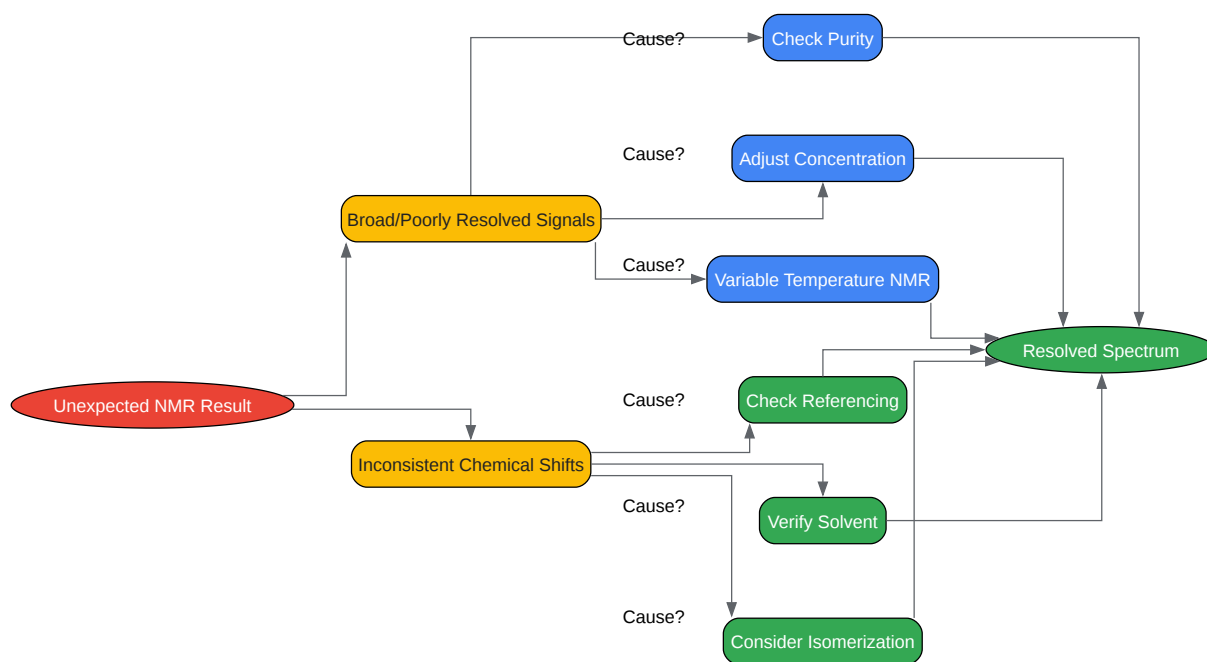 Cause?
Check Purity
Cause?
Adjust Concentration
Broad/Poorly Resolved Signals
Cause?
Variable Temperature NMR
Resolved Spectrum
Unexpected NMR Result
Cause?
Check Referencing
Inconsistent Chemical Shifts
Cause?
Verify Solvent
Cause?
Consider Isomerization